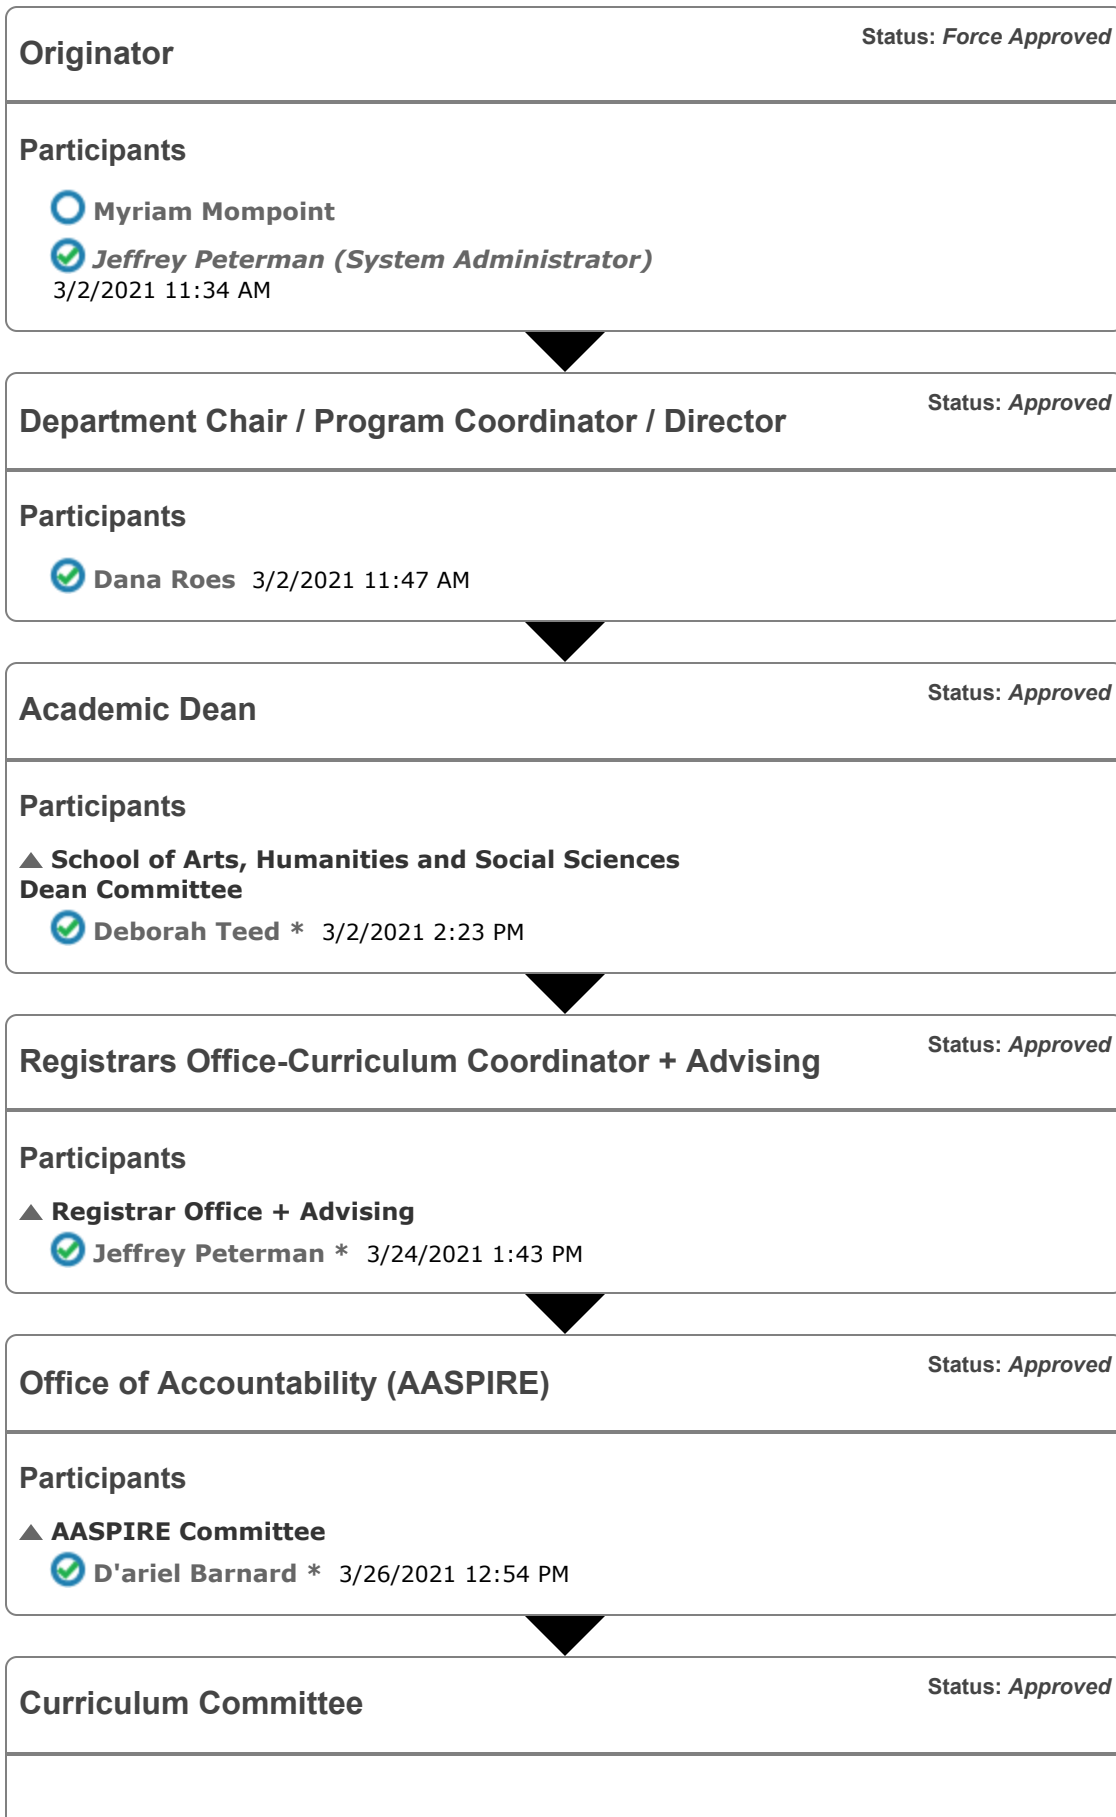 Originator
Status: Force Approved
Participants
Myriam Mompoint
Jeffrey Peterman (System Administrator)
3/2/2021 11:34 AM
Department Chair / Program Coordinator / Director
Status: Approved
Participants
Dana Roes 3/2/2021 11:47 AM
Academic Dean
Status: Approved
Participants
School of Arts, Humanities and Social Sciences
Dean Committee
Deborah Teed * 3/2/2021 2:23 PM
Registrars Office-Curriculum Coordinator + Advising
Status: Approved
Participants
Registrar Office + Advising
Jeffrey Peterman * 3/24/2021 1:43 PM
Office of Accountability (AASPIRE)
Status: Approved
Participants
AASPIRE Committee
D'ariel Barnard * 3/26/2021 12:54 PM
Curriculum Committee
Status: Approved